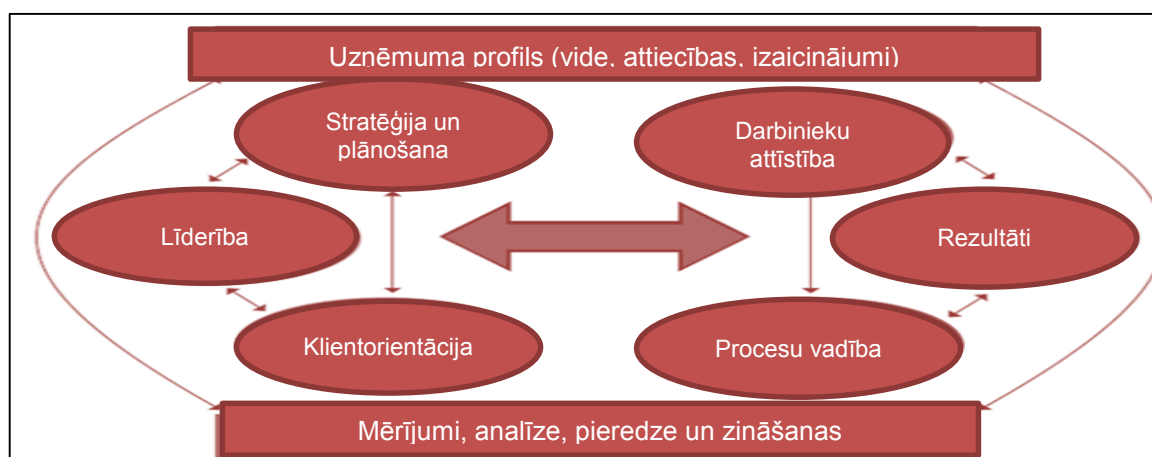 Uzņēmuma profils (vide, attiecības, izaicinājumi)
Stratēģija un
plānošana
Darbinieku
attīstība
Līderība
Rezultāti
Klientorientācija
Procesu vadība
Mērījumi, analīze, pieredze un zināšanas